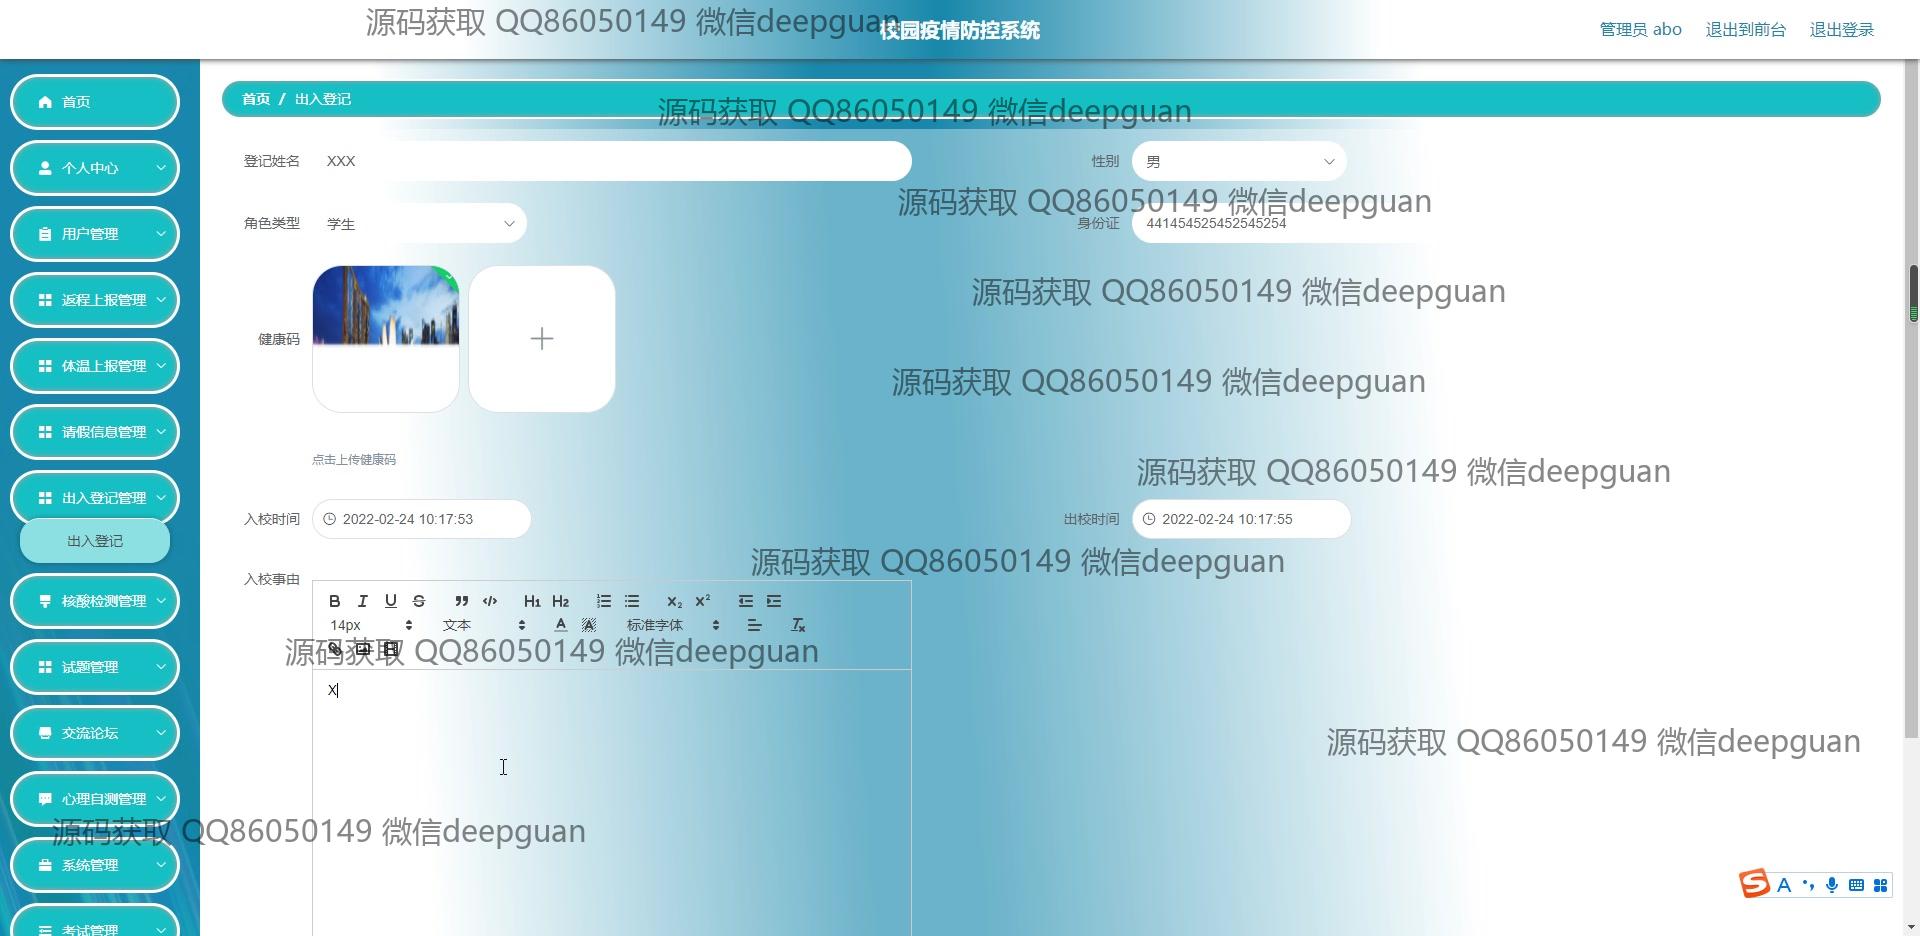 源码获取 QQ86050149 微信deepguan
校园疫情防控系统
管理员 abo
退出到前台
退出登录
首页
首页 / 出入登记
源码获取 QQ86050149 微信deepguan
登记姓名 XXX
性别 男
个人中心
源码获取 QQ86050149 微信deepguan
角色类型 学生
身份证 441454525452545254
用户管理
源码获取 QQ86050149 微信deepguan
返程上报管理
健康码
体温上报管理
源码获取 QQ86050149 微信deepguan
请假信息管理
点击上传健康码
源码获取 QQ86050149 微信deepguan
出入登记管理
入校时间 2022-02-24 10:17:53
出校时间 2022-02-24 10:17:55
出入登记
源码获取 QQ86050149 微信deepguan
入校事由
B I U S H1 H2 X2 X2
核酸检测管理
14px 文本 A A 标准字体 Tx
源码获取 QQ86050149 微信deepguan
试题管理
X
交流论坛
源码获取 QQ86050149 微信deepguan
心理自测管理
源码获取 QQ86050149 微信deepguan
系统管理
S A
考试管理